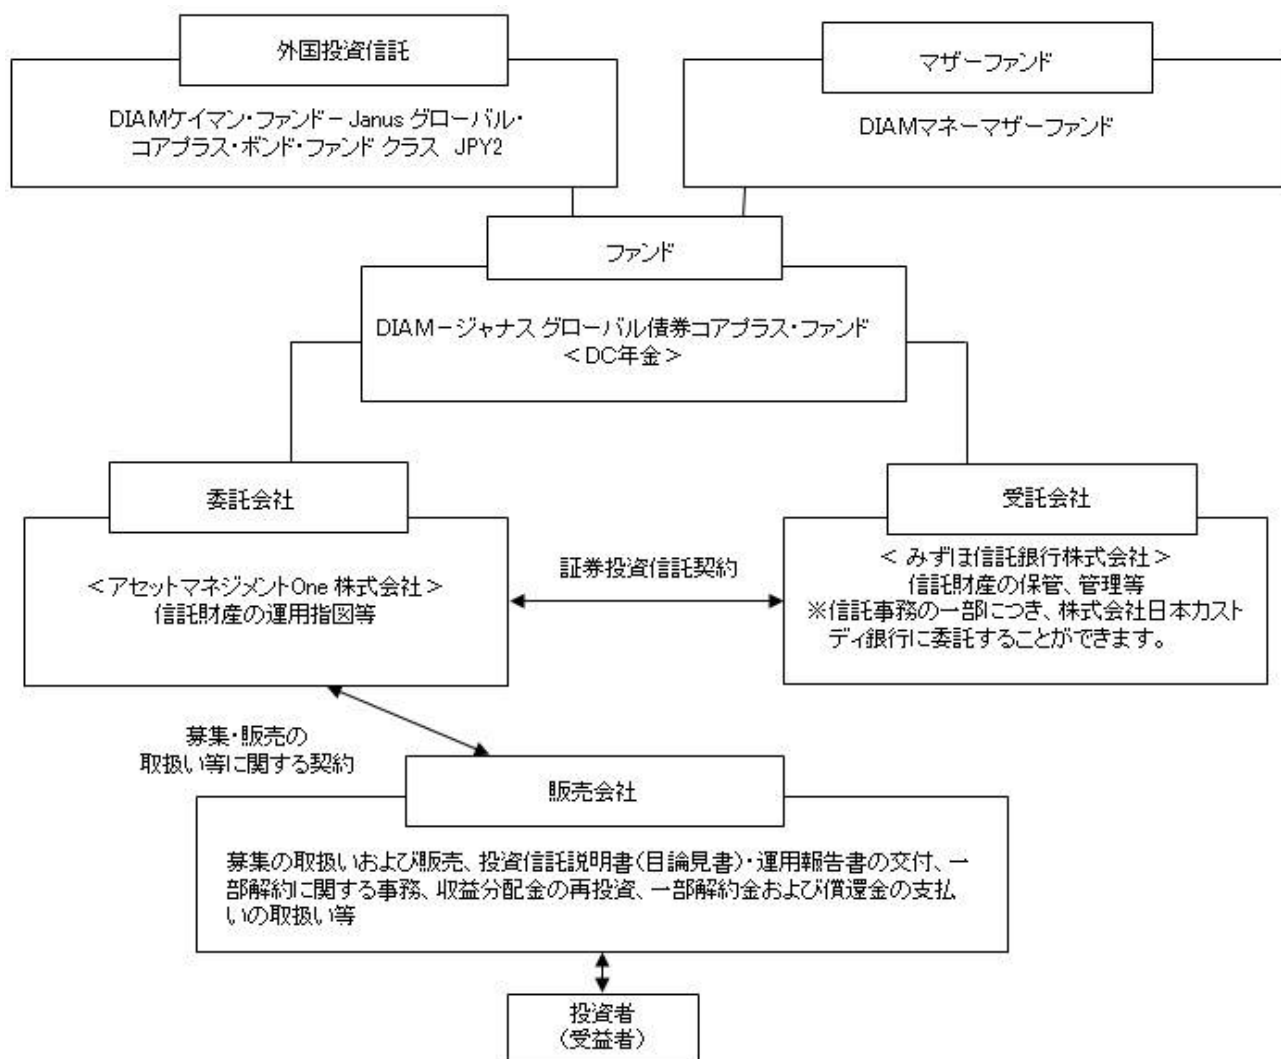 外国投資信託
DIAMケイマン・ファンド－Janus グローバル・
コアプラス・ボンド・ファンド クラス JPY2
マザーファンド
DIAMマネーマザーファンド
ファンド
DIAM－ジャナス グローバル債券コアプラス・ファンド
＜DC年金＞
委託会社
＜アセットマネジメントOne 株式会社＞
信託財産の運用指図等
証券投資信託契約
受託会社
＜ みずほ信託銀行株式会社＞
信託財産の保管、管理等
※信託事務の一部につき、株式会社日本カスト
ディ銀行に委託することができます。
募集・販売の
取扱い等に関する契約
販売会社
募集の取扱いおよび販売、投資信託説明書(目論見書)・運用報告書の交付、一
部解約に関する事務、収益分配金の再投資、一部解約金および償還金の支払
いの取扱い等
投資者
（受益者）